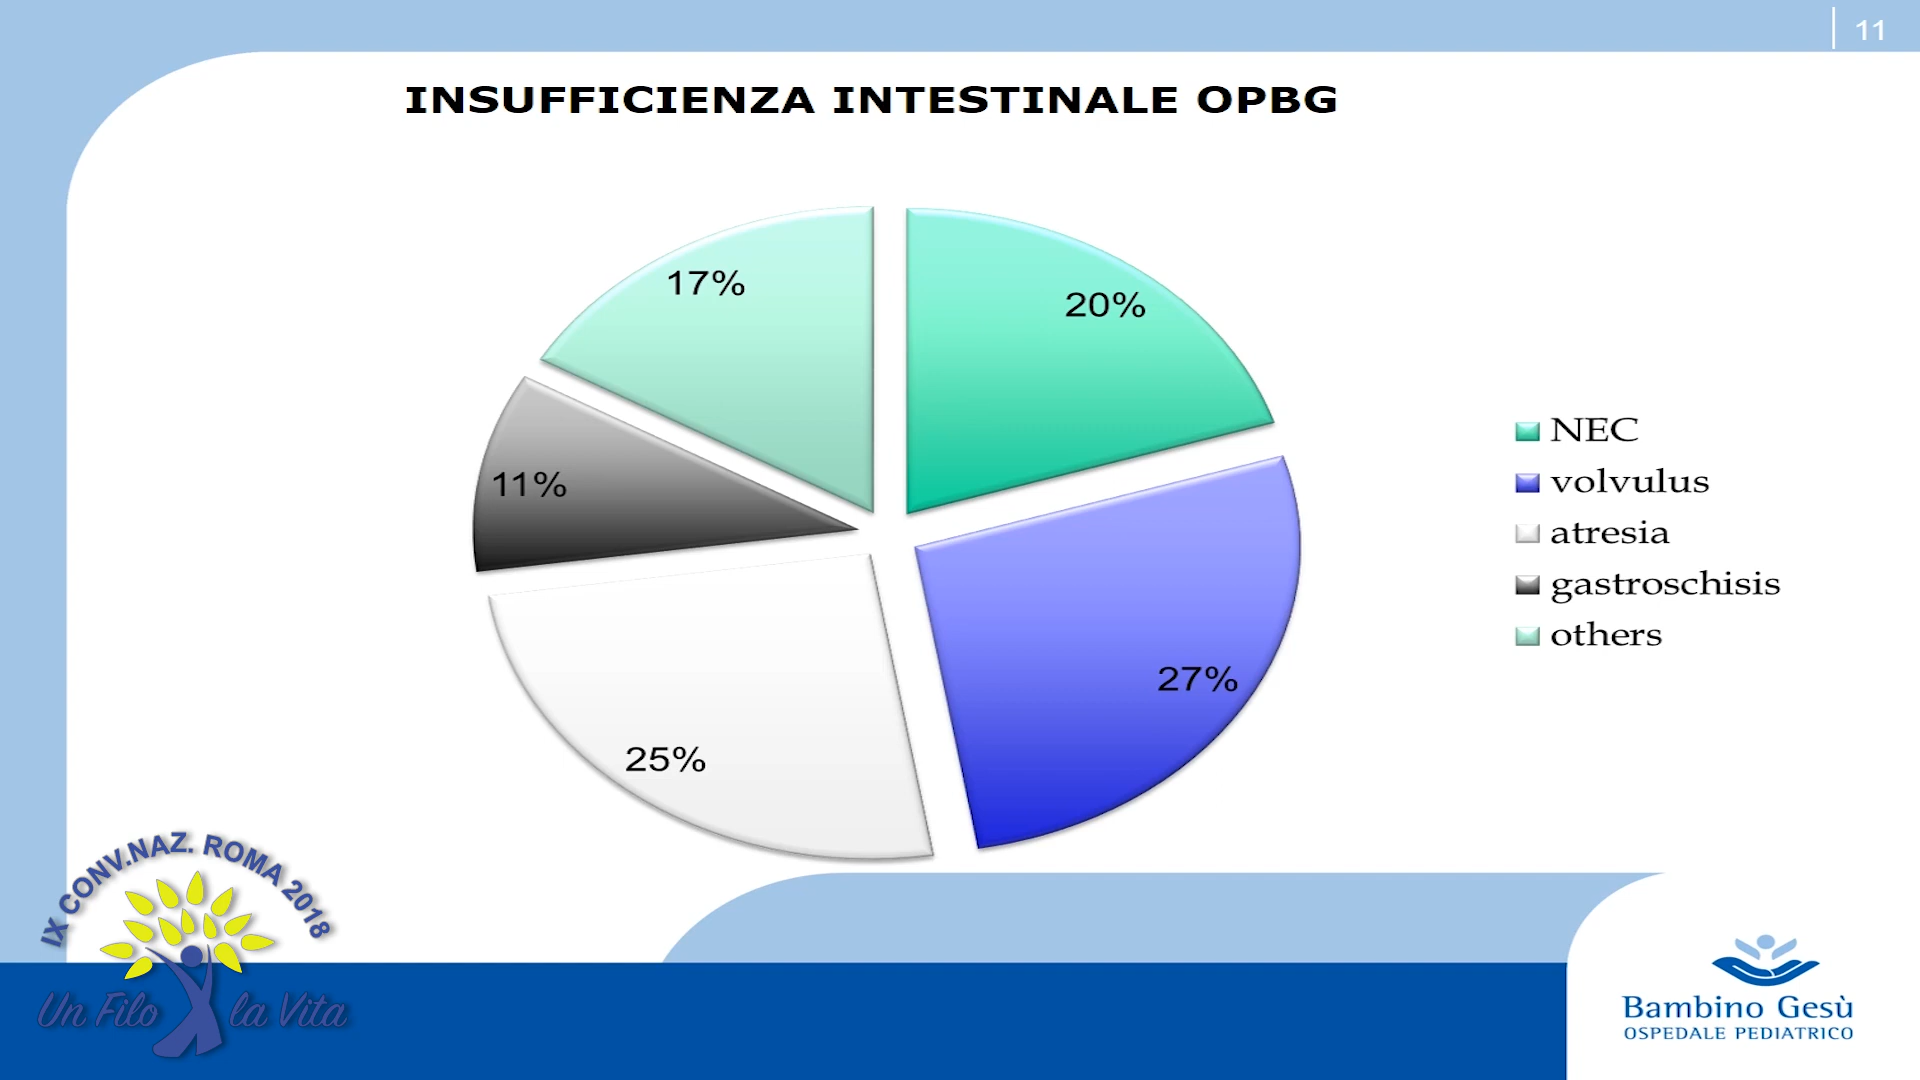 11
INSUFFICIENZA INTESTINALE OPBG
17%
20%
11%
27%
25%
NEC
volvulus
atresia
gastroschisis
others
IX CONV.NAZ. ROMA 2018
Un Filo la Vita
Bambino Gesù
OSPEDALE PEDIATRICO